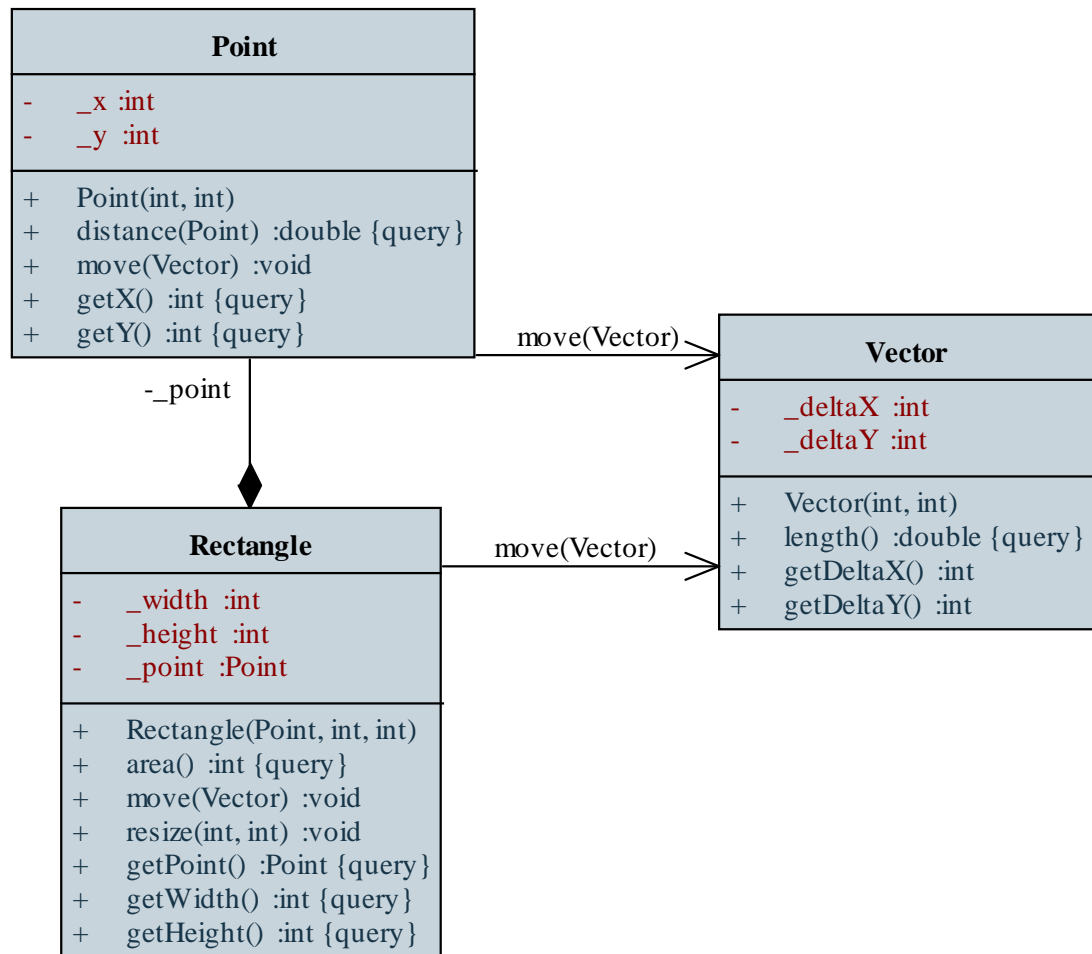 Point
- _x :int
- _y :int
+ Point(int, int)
+ distance(Point) :double {query}
+ move(Vector) :void
+ getX() :int {query}
+ getY() :int {query}
move(Vector)
-_point
Vector
- _deltaX :int
- _deltaY :int
+ Vector(int, int)
+ length() :double {query}
+ getDeltaX() :int
+ getDeltaY() :int
move(Vector)
Rectangle
- _width :int
- _height :int
- _point :Point
+ Rectangle(Point, int, int)
+ area() :int {query}
+ move(Vector) :void
+ resize(int, int) :void
+ getPoint() :Point {query}
+ getWidth() :int {query}
+ getHeight() :int {query}